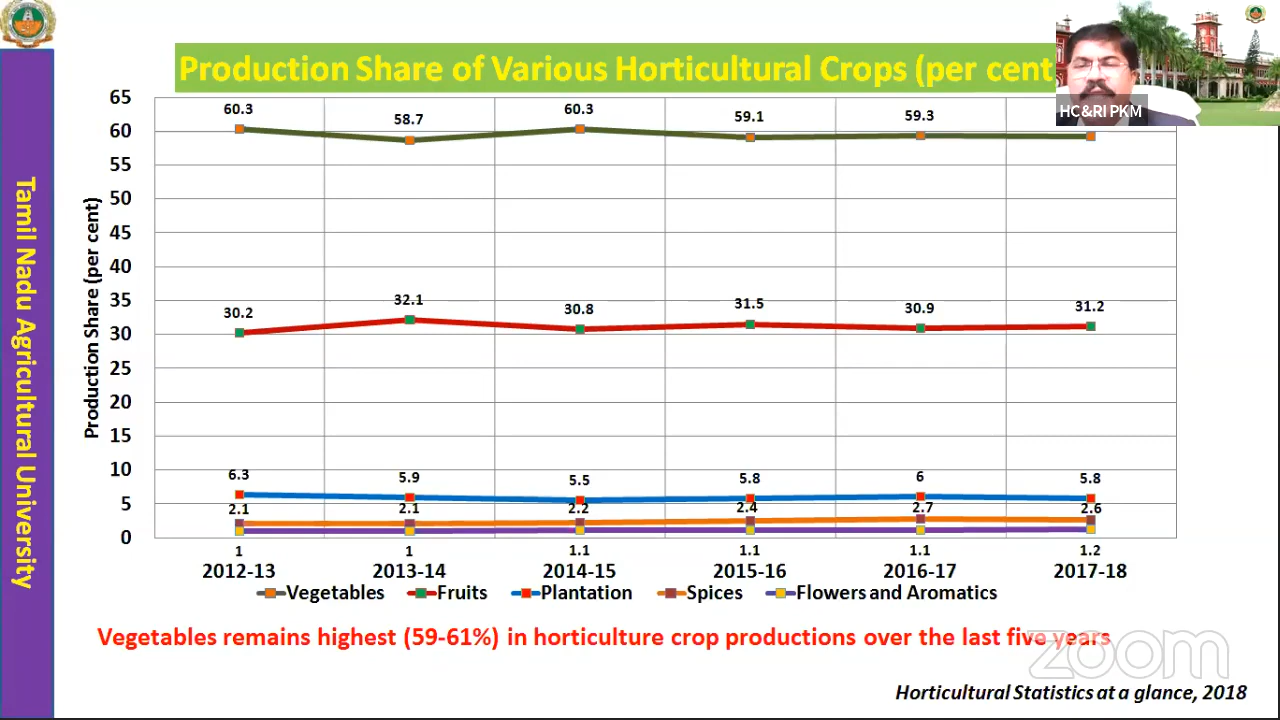 Production Share of Various Horticultural Crops (per cent
HC&RI PKM
Tamil Nadu Agricultural University
Production Share (per cent)
65
60
55
50
45
40
35
30
25
20
15
10
5
0
60.3 58.7 60.3 59.1 59.3
30.2 32.1 30.8 31.5 30.9 31.2
6.3 5.9 5.5 5.8 6 5.8
2.1 2.1 2.2 2.4 2.7 2.6
1 1 1.1 1.1 1.1 1.2
2012-13 2013-14 2014-15 2015-16 2016-17 2017-18
Vegetables Fruits Plantation Spices Flowers and Aromatics
Vegetables remains highest (59-61%) in horticulture crop productions over the last five years
zoom
Horticultural Statistics at a glance, 2018